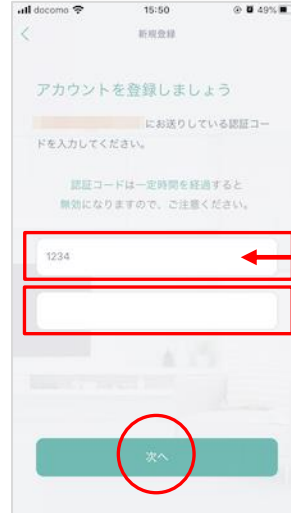 docomo 15:50 49%
新規登録
アカウントを登録しましょう
にお送りしている認証コー
ドを入力してください。
認証コードは一定時間を経過すると
無効になりますので、ご注意ください。
1234
次へ